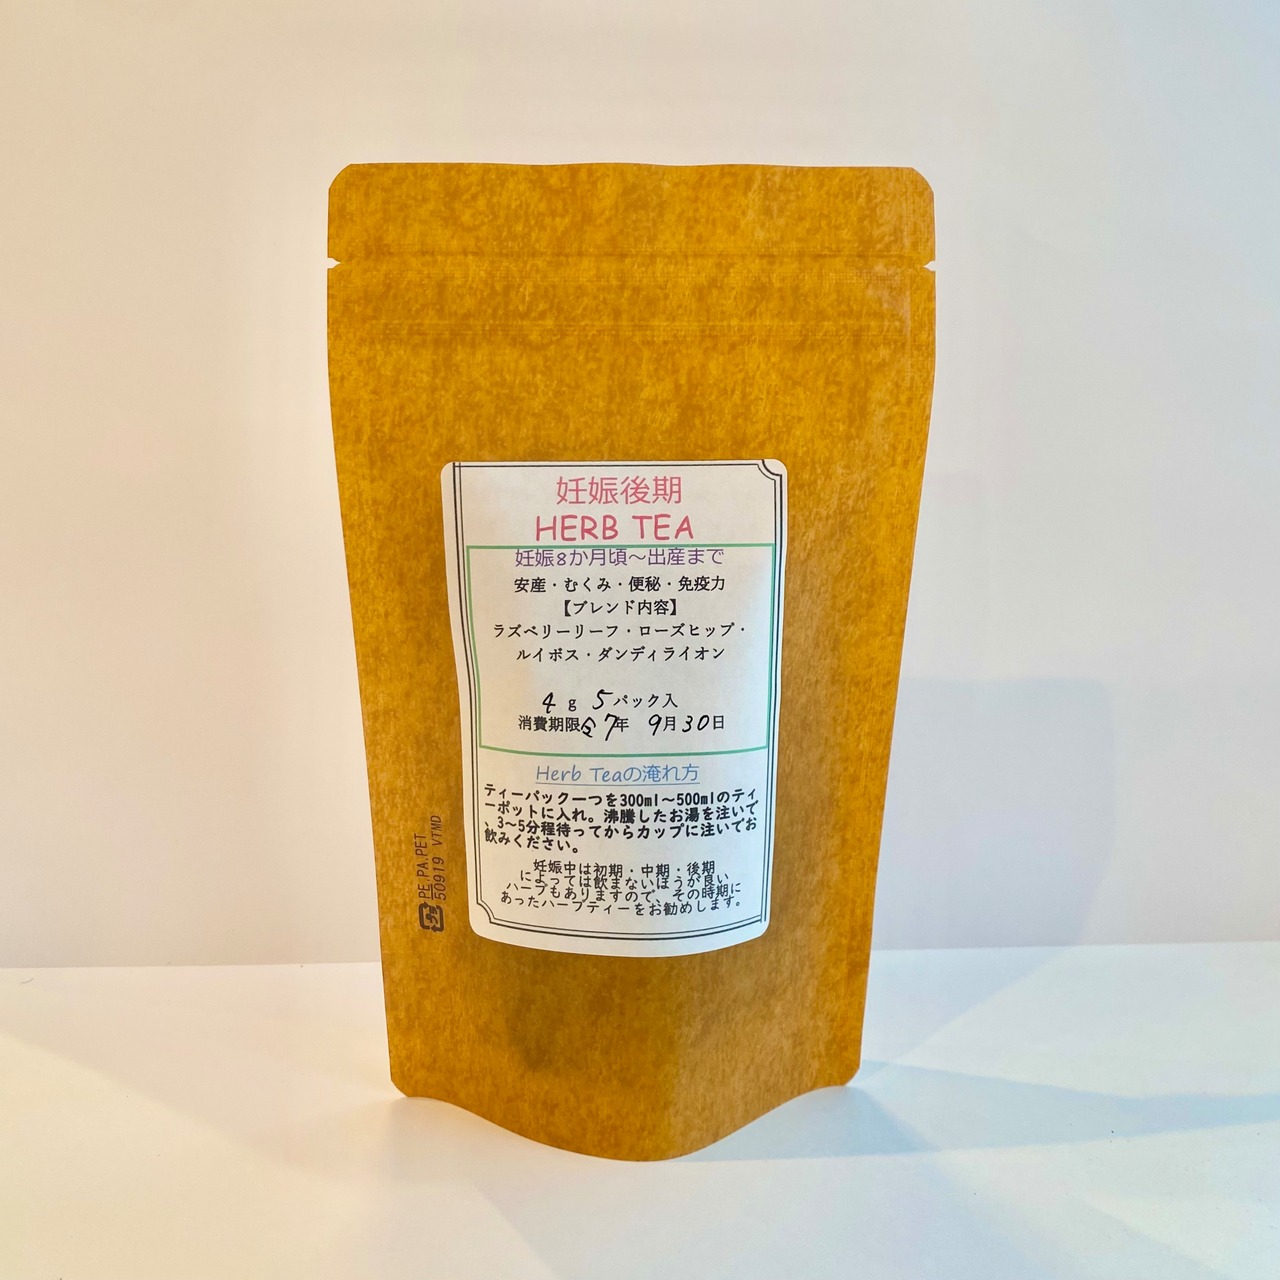 妊娠後期
HERB TEA
妊娠8か月頃〜出産まで
安産・むくみ・便秘・免疫力
【ブレンド内容】
ラズベリーリーフ・ローズヒップ・
ルイボス・ダンディライオン
4 g 5パック入
消費期限令7年 9月30日
Herb Teaの淹れ方
ティーパック一つを300ml〜500mlのティ
ーポットに入れ。沸騰したお湯を注いで
、3〜5分程待ってからカップに注いでお
飲みください。
妊娠中は初期・中期・後期
によっては飲まないほうが良い
ハーブもありますので、その時期に
あったハーブティーをお勧めします。
PE.PA.PET
50919 VTMD